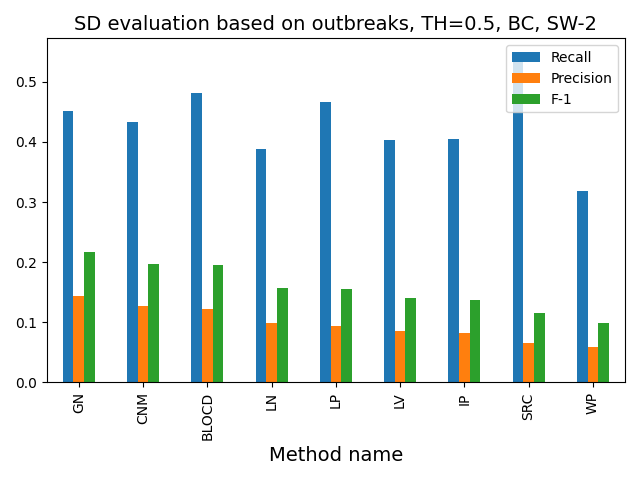 SD evaluation based on outbreaks, TH=0.5, BC, SW-2
Recall
Precision
F-1
0.5
0.4
0.3
0.2
0.1
0.0
GN
CNM
BLOCD
LN
LP
LV
IP
SRC
WP
Method name